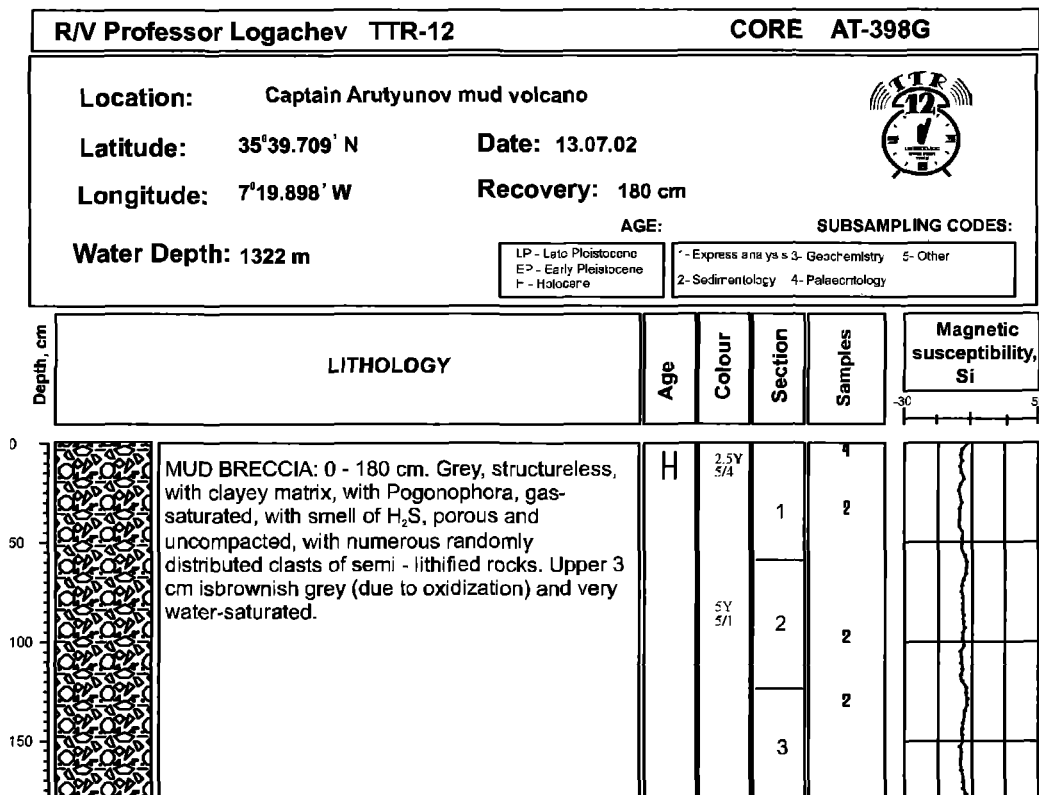 R/V Professor Logachev TTR-12 CORE AT-398G
Location: Captain Arutyunov mud volcano
TTR
12
Latitude: 35°39.709' N Date: 13.07.02
Longitude: 7°19.898' W Recovery: 180 cm
Water Depth: 1322 m
AGE: SUBSAMPLING CODES:
LP - Late Pleistocene
EP - Early Pleistocene
H - Holocene
1- Express analysis 3- Geochemistry 5- Other
2- Sedimentology 4- Palaeontology
Depth, cm
LITHOLOGY
Age
Colour
Section
Samples
Magnetic
susceptibility,
Si
-30 5
0
50
100
150
MUD BRECCIA: 0 - 180 cm. Grey, structureless,
with clayey matrix, with Pogonophora, gas-
saturated, with smell of H₂S, porous and
uncompacted, with numerous randomly
distributed clasts of semi - lithified rocks. Upper 3
cm isbrownish grey (due to oxidization) and very
water-saturated.
H
2.5Y
5/4
5Y
5/1
1
2
3
4
2
2
2